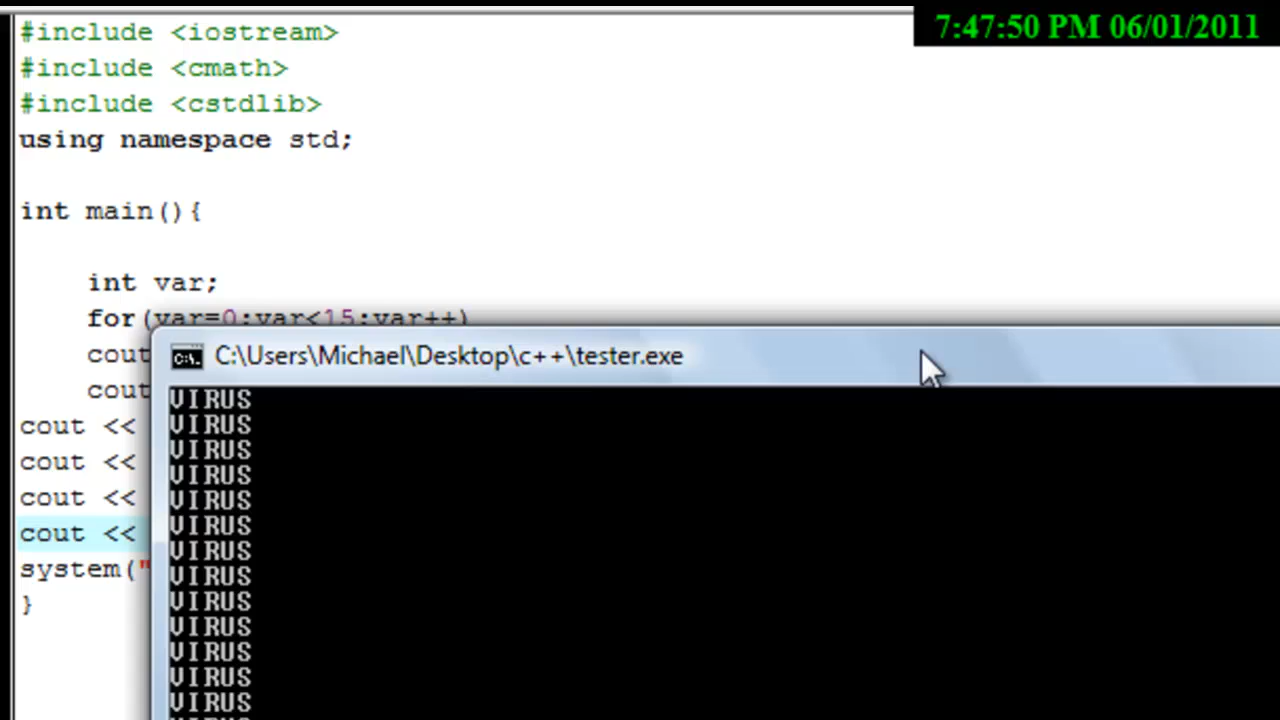 7:47:50 PM 06/01/2011
#include <iostream>
#include <cmath>
#include <cstdlib>
using namespace std;
int main(){
int var;
for(var=0;var<15;var++)
cout
cout
cout <<
cout <<
cout <<
cout <<
system("
}
C:\Users\Michael\Desktop\c++\tester.exe
VIRUS
VIRUS
VIRUS
VIRUS
VIRUS
VIRUS
VIRUS
VIRUS
VIRUS
VIRUS
VIRUS
VIRUS
VIRUS